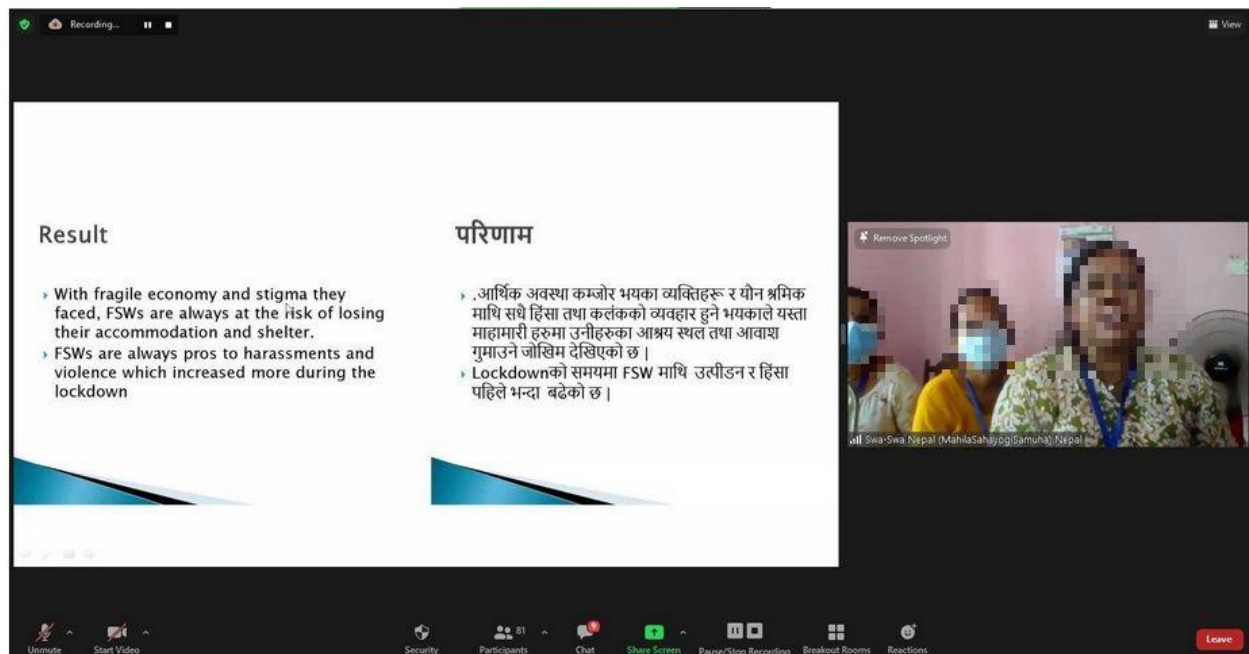 Recording...
View
Result
With fragile economy and stigma they
faced, FSWs are always at the risk of losing
their accommodation and shelter.
FSWs are always pros to harassments and
violence which increased more during the
lockdown
परिणाम
.आर्थिक अवस्था कम्जोर भयका व्यक्तिहरू र यौन श्रमिक
माथि सधै हिंसा तथा कलंकको व्यवहार हुने भयकाले यस्ता
माहामारी हरुमा उनीहरुका आश्रय स्थल तथा आवाश
गुमाउने जोखिम देखिएको छ |
Lockdownको समयमा FSW माथि उत्पीडन र हिंसा
पहिले भन्दा बढेको छ |
Remove Spotlight
Swa-Swa Nepal (MahilaSahayogiSamuha) Nepal
Unmute
Start Video
Security
81
Participants
9
Chat
Share Screen
Pause/Stop Recording
Breakout Rooms
Reactions
Leave